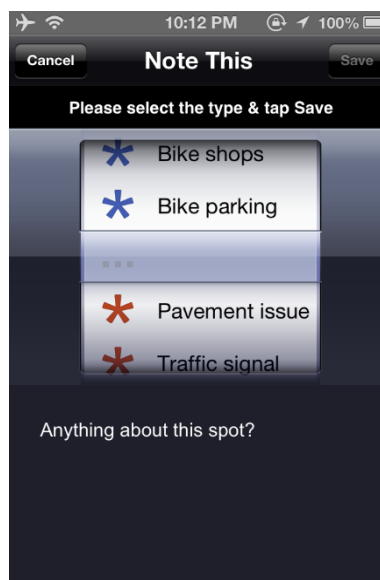 10:12 PM 100%
Cancel Note This Save
Please select the type & tap Save
* Bike shops
* Bike parking
...
* Pavement issue
* Traffic signal
Anything about this spot?